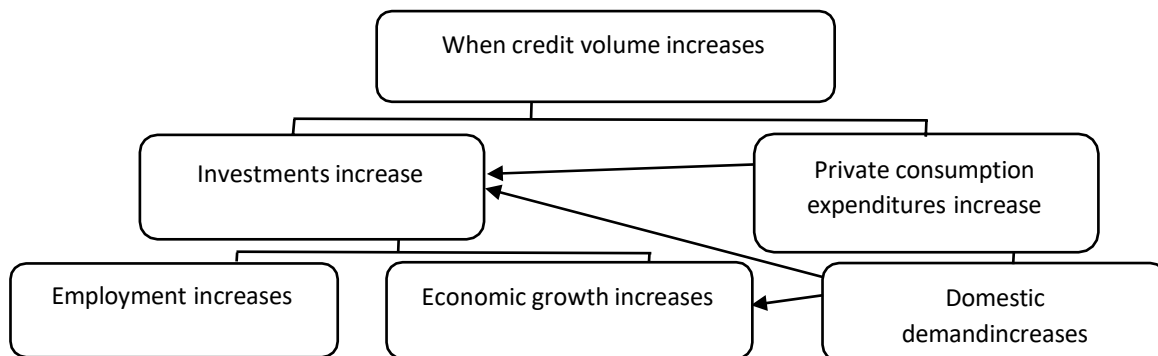 When credit volume increases
Investments increase
Private consumption
expenditures increase
Employment increases
Economic growth increases
Domestic
demandincreases